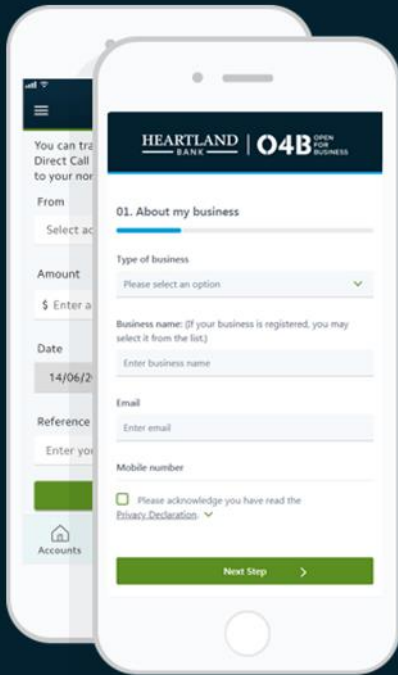 You can tra
Direct Call
to your nor
From
Select ac
Amount
$ Enter a
Date
14/06/2
Reference
Enter you
Accounts
HEARTLAND
BANK
O4B OPEN
FOR
BUSINESS
01. About my business
Type of business
Please select an option
Business name: (If your business is registered, you may
select it from the list.)
Enter business name
Email
Enter email
Mobile number
Please acknowledge you have read the
Privacy Declaration.
Next Step